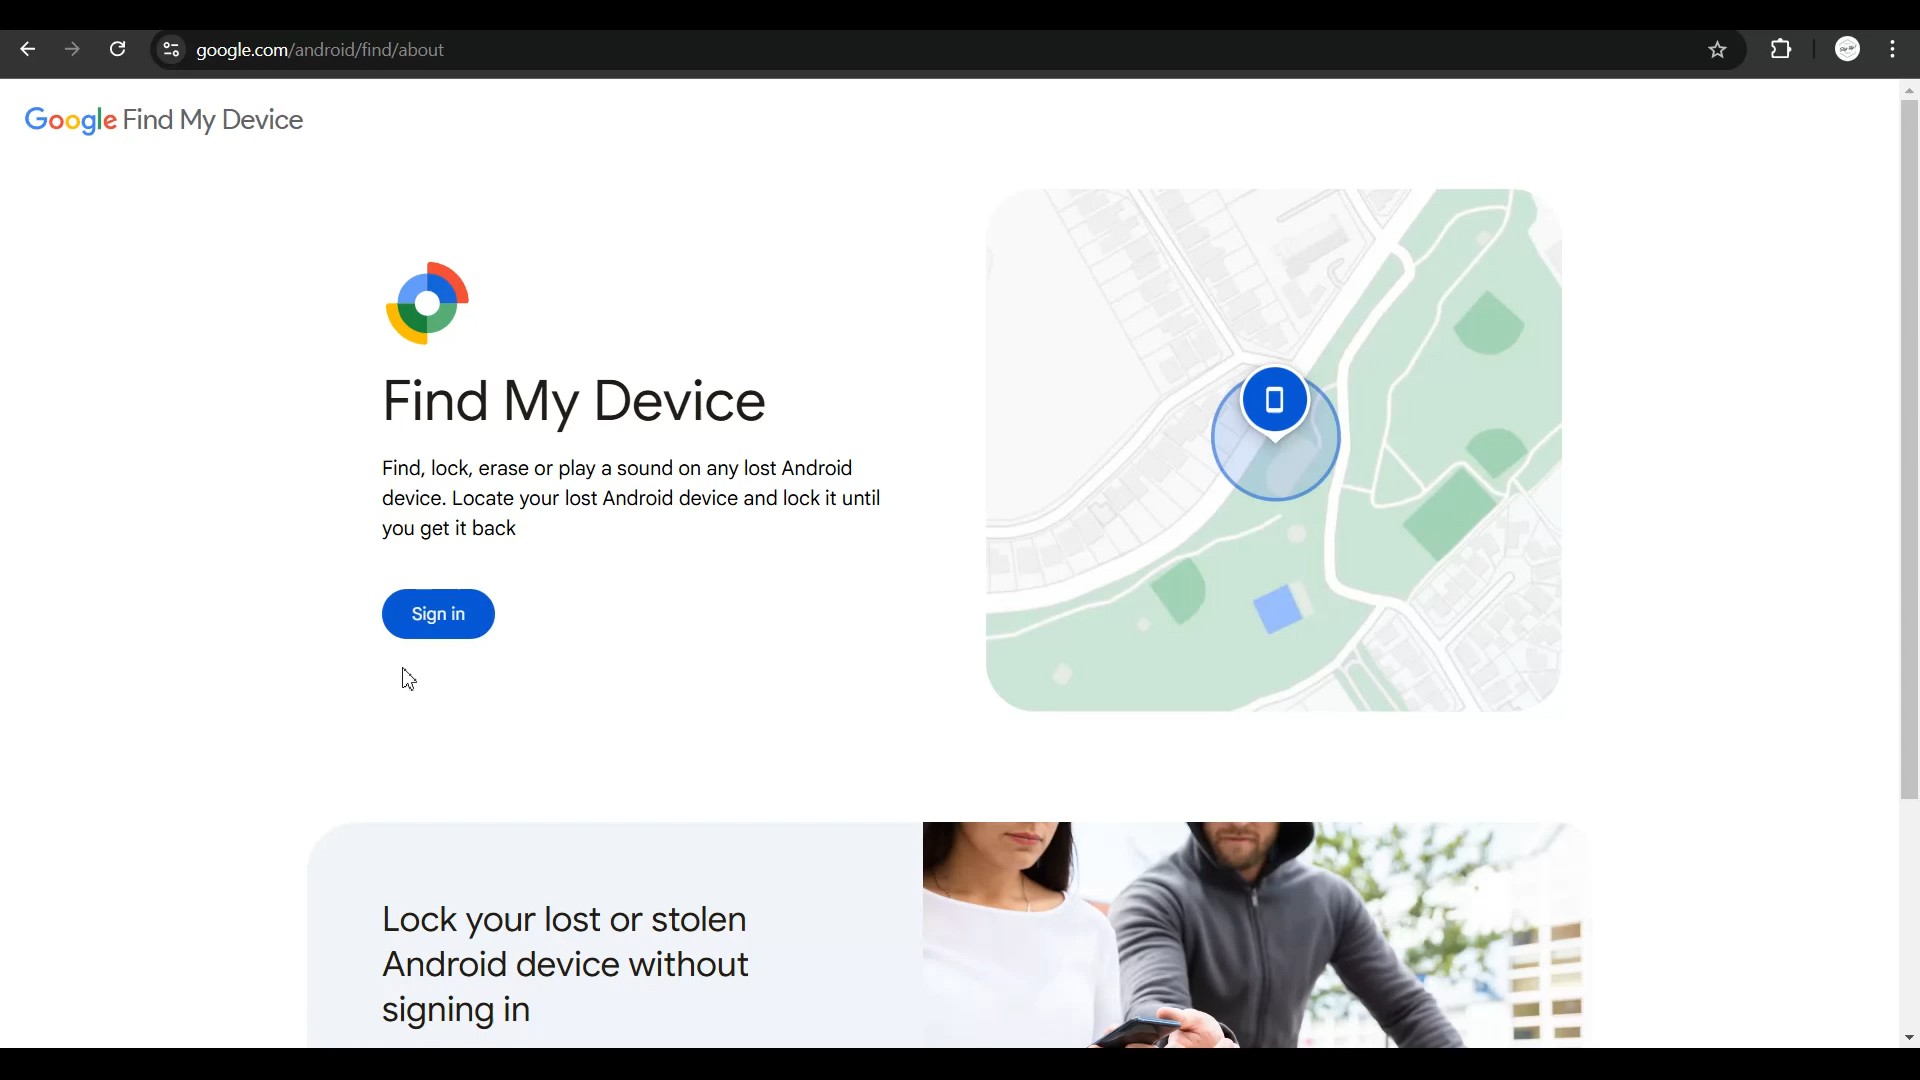 google.com/android/find/about
Google Find My Device
Find My Device
Find, lock, erase or play a sound on any lost Android
device. Locate your lost Android device and lock it until
you get it back
Sign in
Lock your lost or stolen
Android device without
signing in